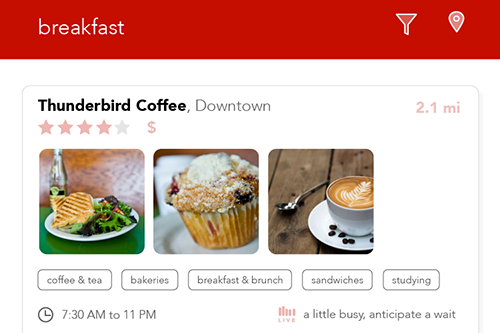 breakfast
Thunderbird Coffee, Downtown 2.1 mi
$
coffee & tea bakeries breakfast & brunch sandwiches studying
7:30 AM to 11 PM LIVE a little busy, anticipate a wait